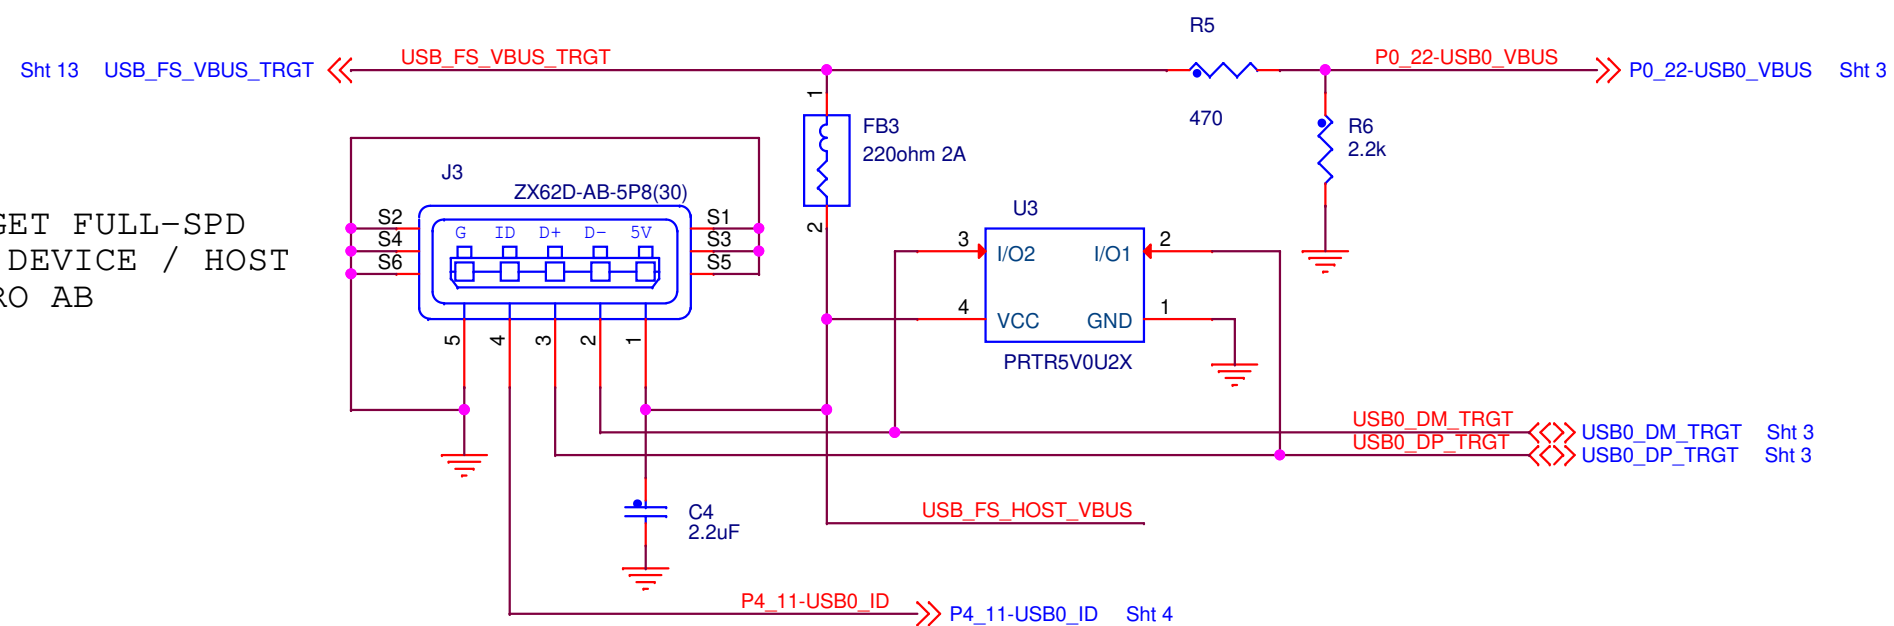 R5
Sht 13 USB_FS_VBUS_TRGT
USB_FS_VBUS_TRGT
P0_22-USB0_VBUS
P0_22-USB0_VBUS Sht 3
470
1
FB3
220ohm 2A
2
R6
2.2k
J3
ZX62D-AB-5P8(30)
GET FULL-SPD
DEVICE / HOST
RO AB
S2
S4
S6
G ID D+ D- 5V
S1
S3
S5
5 4 3 2 1
U3
3 I/O2 I/O1 2
4 VCC GND 1
PRTR5V0U2X
USB0_DM_TRGT
USB0_DM_TRGT Sht 3
USB0_DP_TRGT
USB0_DP_TRGT Sht 3
C4
2.2uF
USB_FS_HOST_VBUS
P4_11-USB0_ID
P4_11-USB0_ID Sht 4